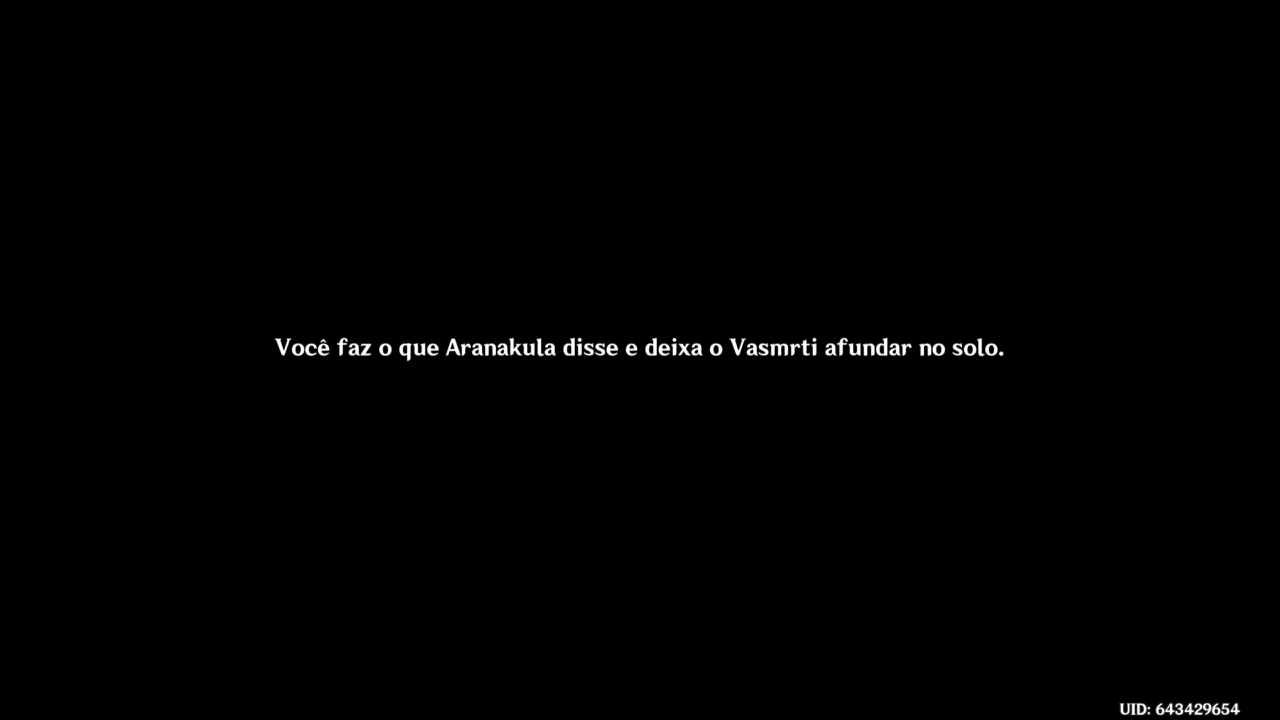 Você faz o que Aranakula disse e deixa o Vasmrti afundar no solo.
UID: 643429654